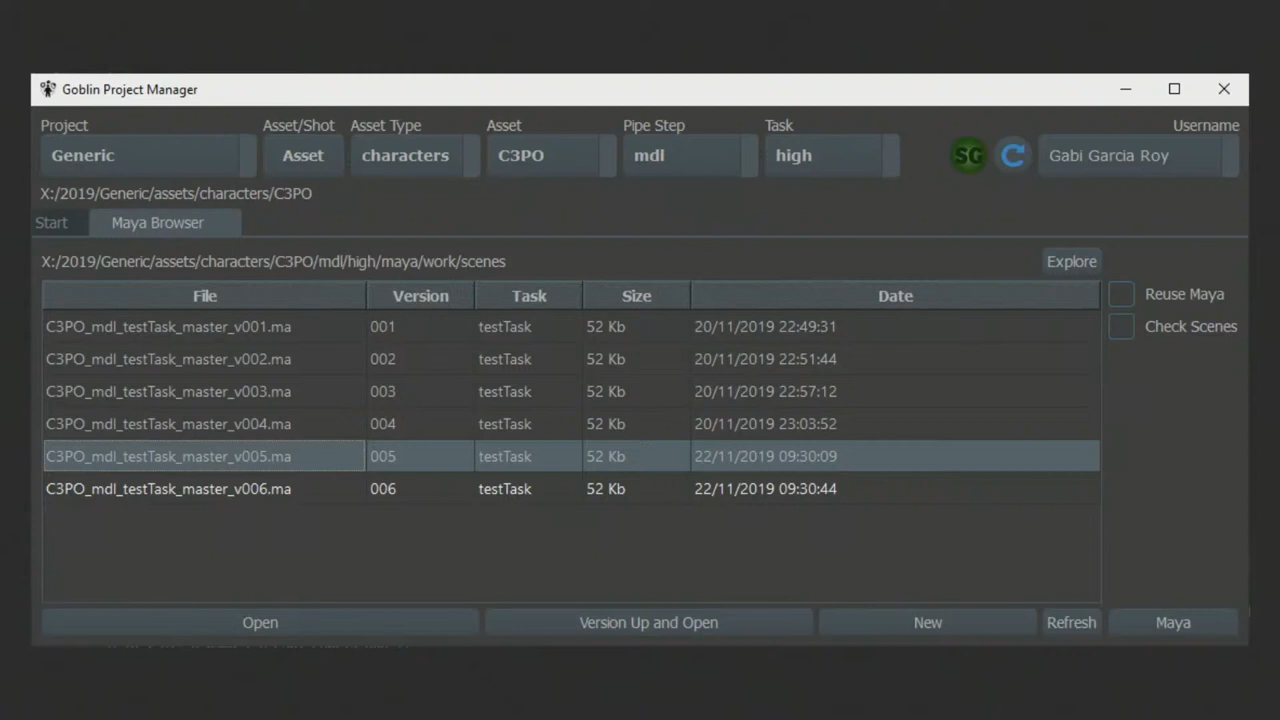 Goblin Project Manager
Project Asset/Shot Asset Type Asset Pipe Step Task Username
Generic Asset characters C3PO mdl high SG Gabi Garcia Roy
X:/2019/Generic/assets/characters/C3PO
Start Maya Browser
X:/2019/Generic/assets/characters/C3PO/mdl/high/maya/work/scenes Explore
File Version Task Size Date Reuse Maya
C3PO_mdl_testTask_master_v001.ma 001 testTask 52 Kb 20/11/2019 22:49:31 Check Scenes
C3PO_mdl_testTask_master_v002.ma 002 testTask 52 Kb 20/11/2019 22:51:44
C3PO_mdl_testTask_master_v003.ma 003 testTask 52 Kb 20/11/2019 22:57:12
C3PO_mdl_testTask_master_v004.ma 004 testTask 52 Kb 20/11/2019 23:03:52
C3PO_mdl_testTask_master_v005.ma 005 testTask 52 Kb 22/11/2019 09:30:09
C3PO_mdl_testTask_master_v006.ma 006 testTask 52 Kb 22/11/2019 09:30:44
Open Version Up and Open New Refresh Maya